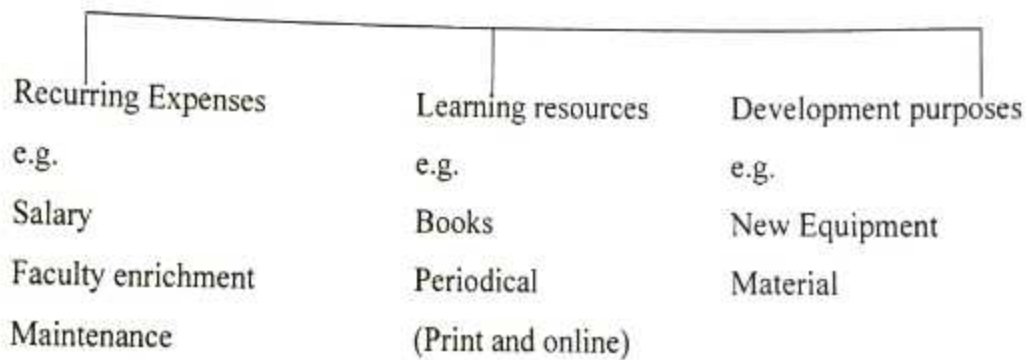 Recurring Expenses
e.g.
Salary
Faculty enrichment
Maintenance
Learning resources
e.g.
Books
Periodical
(Print and online)
Development purposes
e.g.
New Equipment
Material